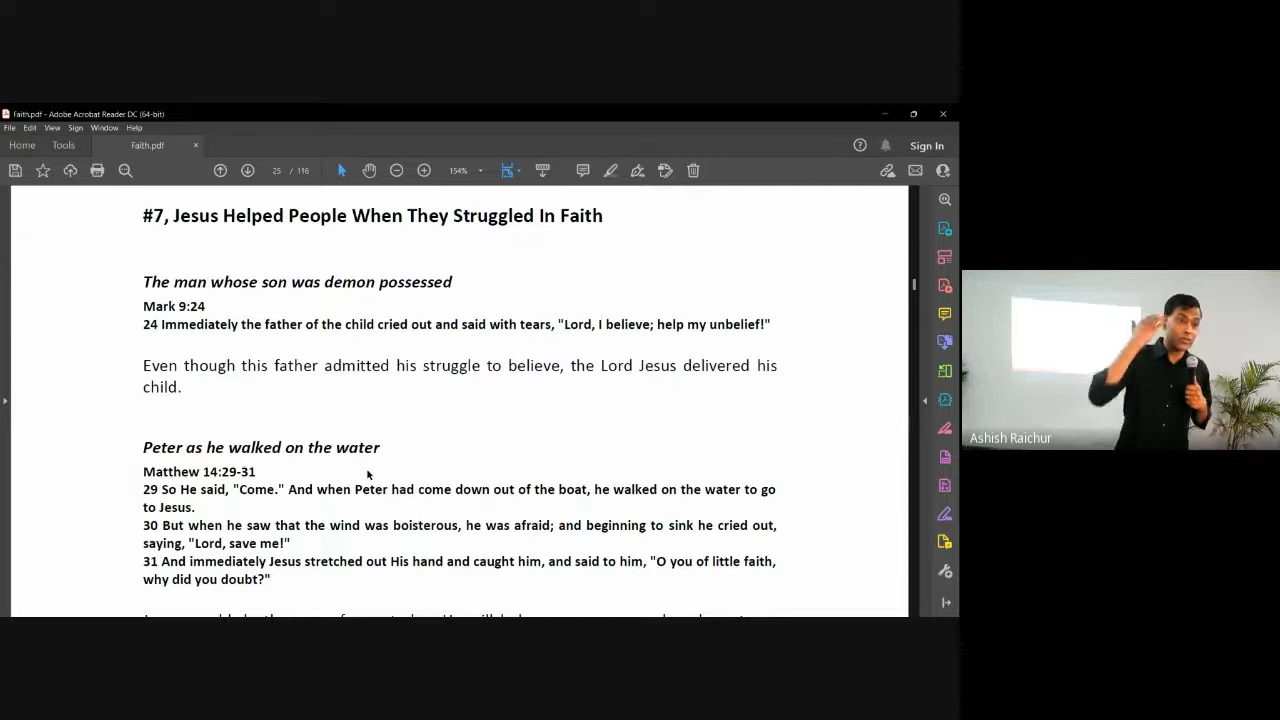 Faith.pdf - Adobe Acrobat Reader DC (64-bit)
File Edit View Sign Window Help
Home Tools Faith.pdf × Sign In
25 / 116 154%
#7, Jesus Helped People When They Struggled In Faith
The man whose son was demon possessed
Mark 9:24
24 Immediately the father of the child cried out and said with tears, "Lord, I believe; help my unbelief!"
Even though this father admitted his struggle to believe, the Lord Jesus delivered his
child.
Peter as he walked on the water
Matthew 14:29-31
29 So He said, "Come." And when Peter had come down out of the boat, he walked on the water to go
to Jesus.
30 But when he saw that the wind was boisterous, he was afraid; and beginning to sink he cried out,
saying, "Lord, save me!"
31 And immediately Jesus stretched out His hand and caught him, and said to him, "O you of little faith,
why did you doubt?"
Ashish Raichur